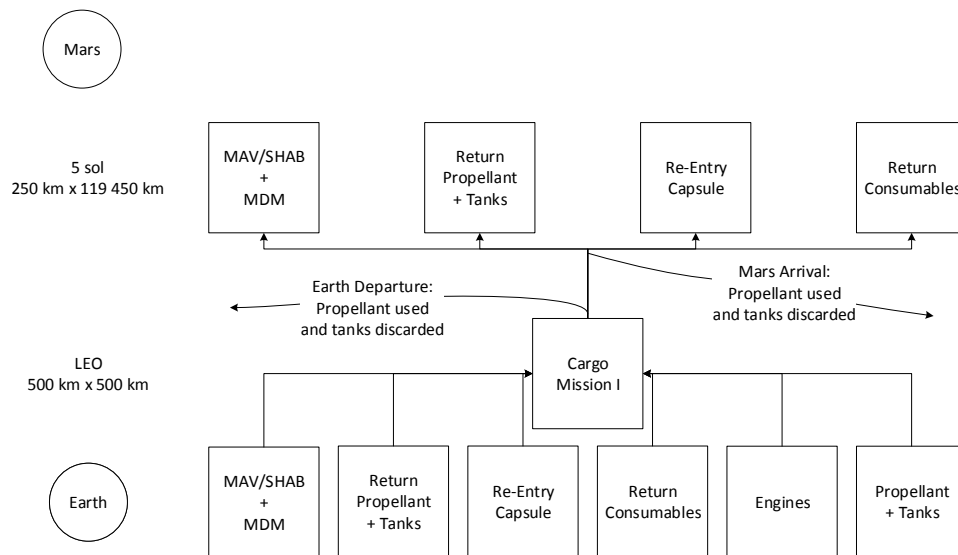 Mars
5 sol
250 km x 119 450 km
MAV/SHAB
+
MDM
Return
Propellant
+ Tanks
Re-Entry
Capsule
Return
Consumables
Earth Departure:
Propellant used
and tanks discarded
Mars Arrival:
Propellant used
and tanks discarded
LEO
500 km x 500 km
Cargo
Mission I
Earth
MAV/SHAB
+
MDM
Return
Propellant
+ Tanks
Re-Entry
Capsule
Return
Consumables
Engines
Propellant
+ Tanks